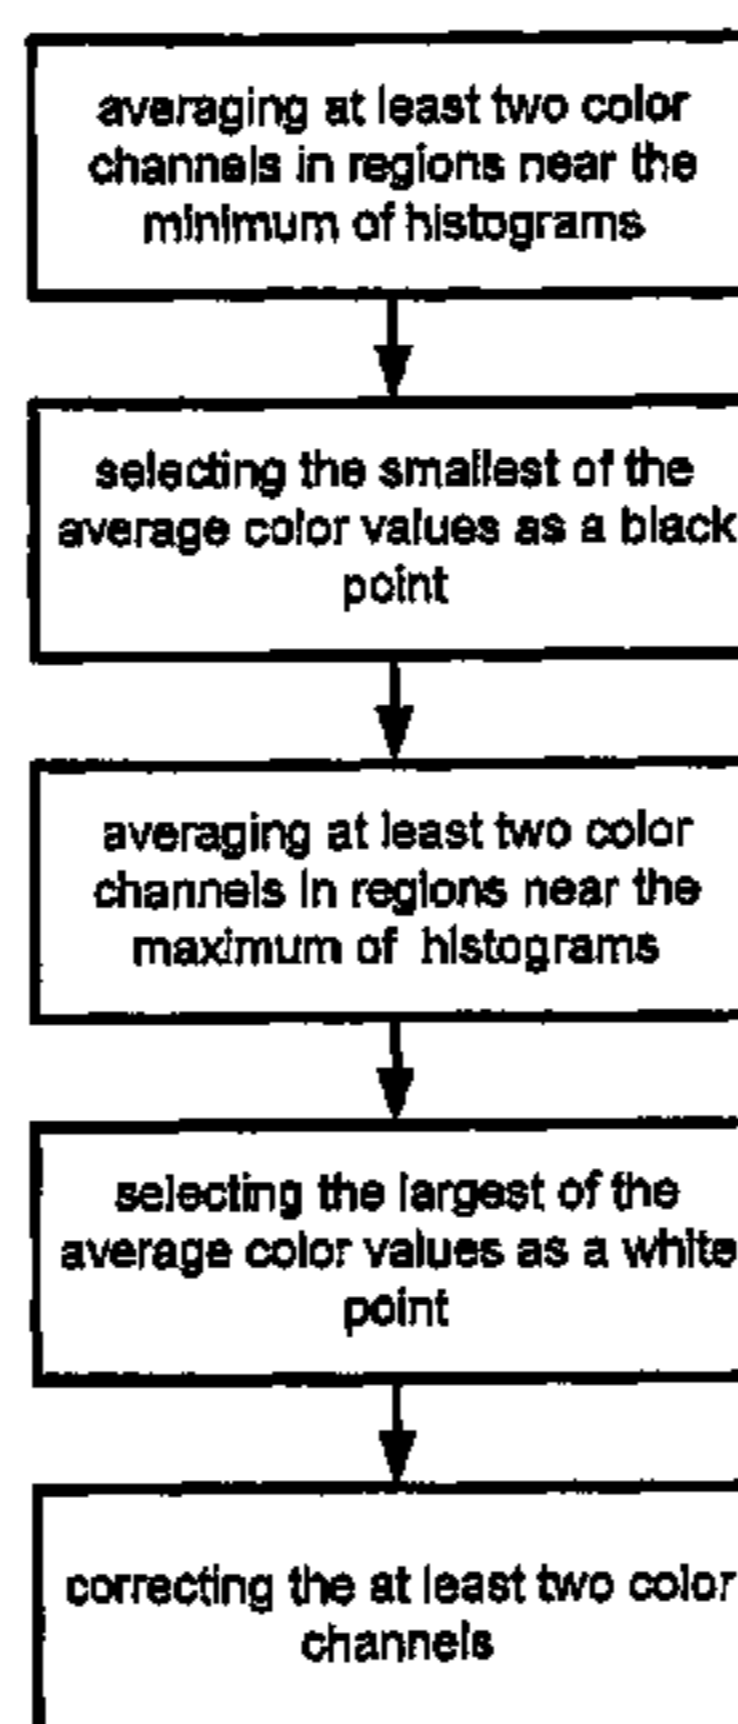 averaging at least two color
channels in regions near the
minimum of histograms
selecting the smallest of the
average color values as a black
point
averaging at least two color
channels in regions near the
maximum of histograms
selecting the largest of the
average color values as a white
point
correcting the at least two color
channels